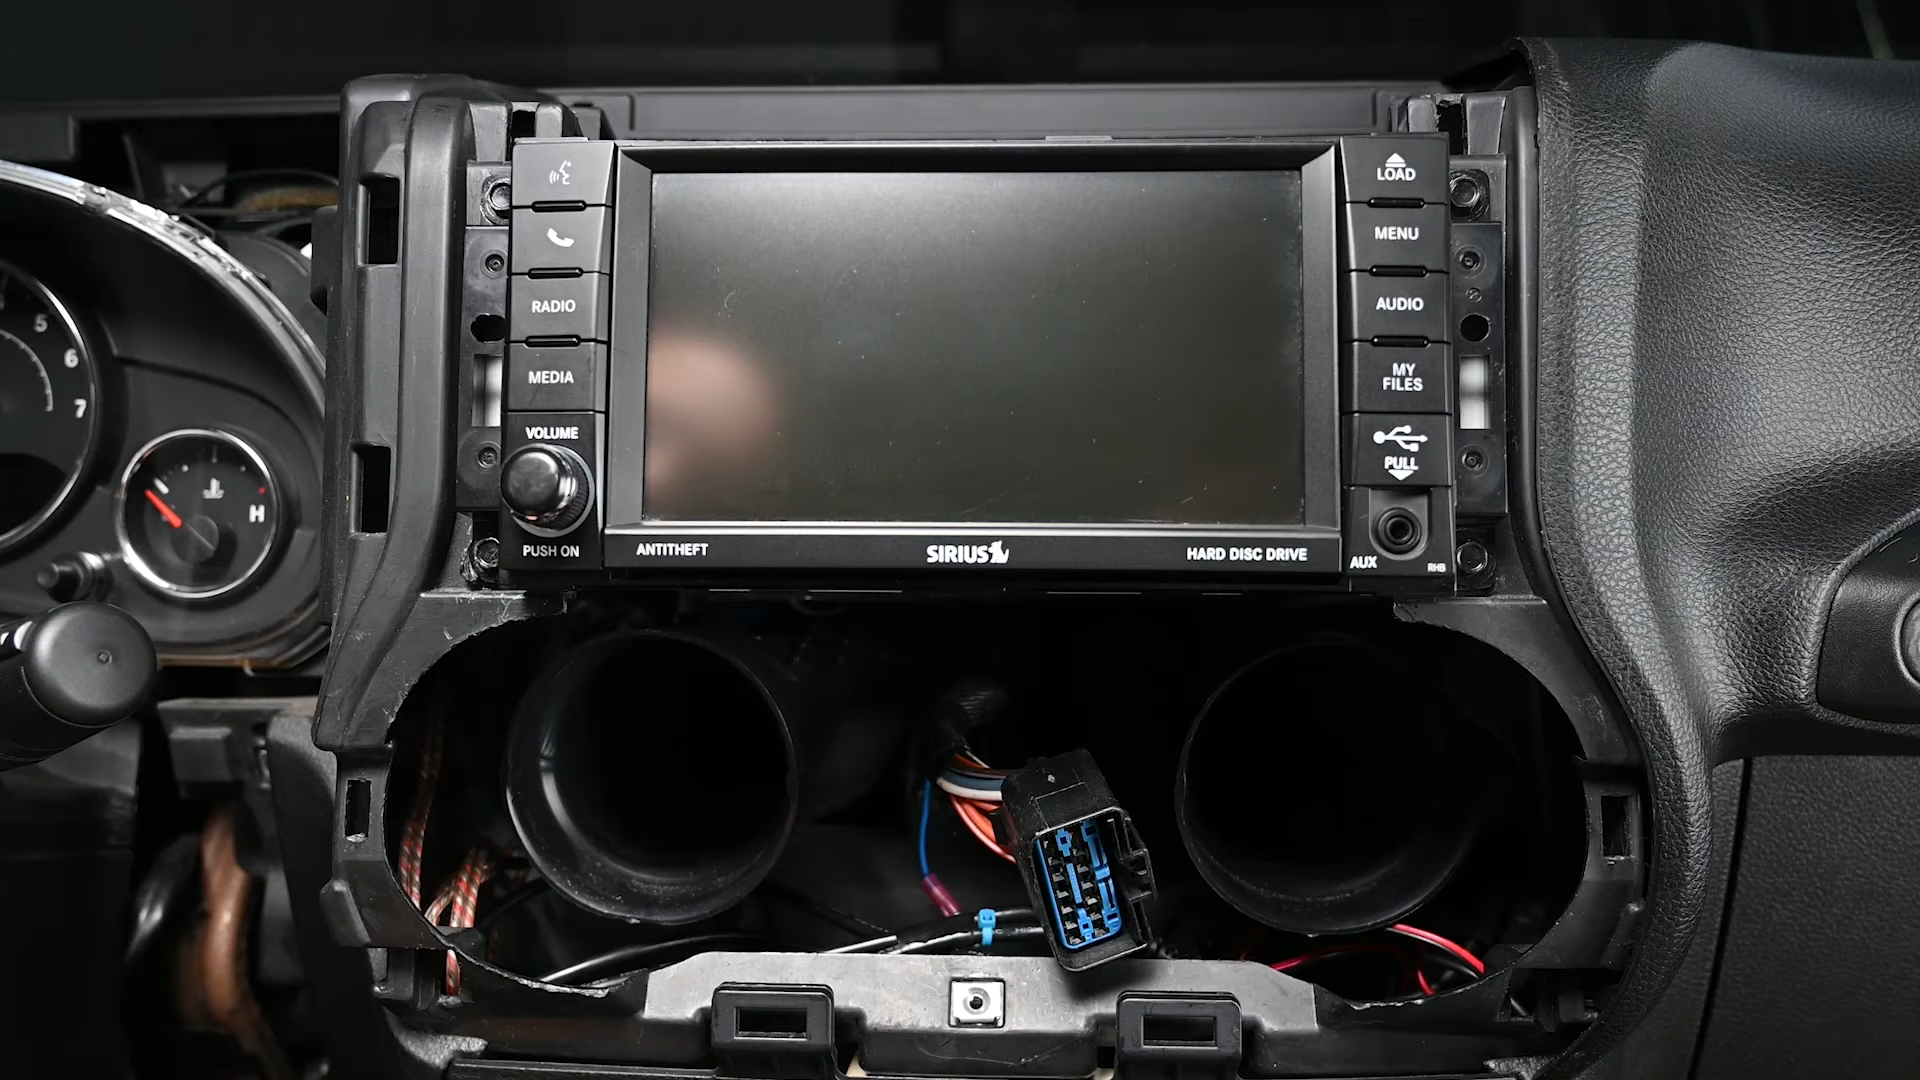 5
6
7
H
RADIO
MEDIA
VOLUME
PUSH ON
ANTITHEFT
SIRIUS
HARD DISC DRIVE
LOAD
MENU
AUDIO
MY
FILES
PULL
AUX
RHB